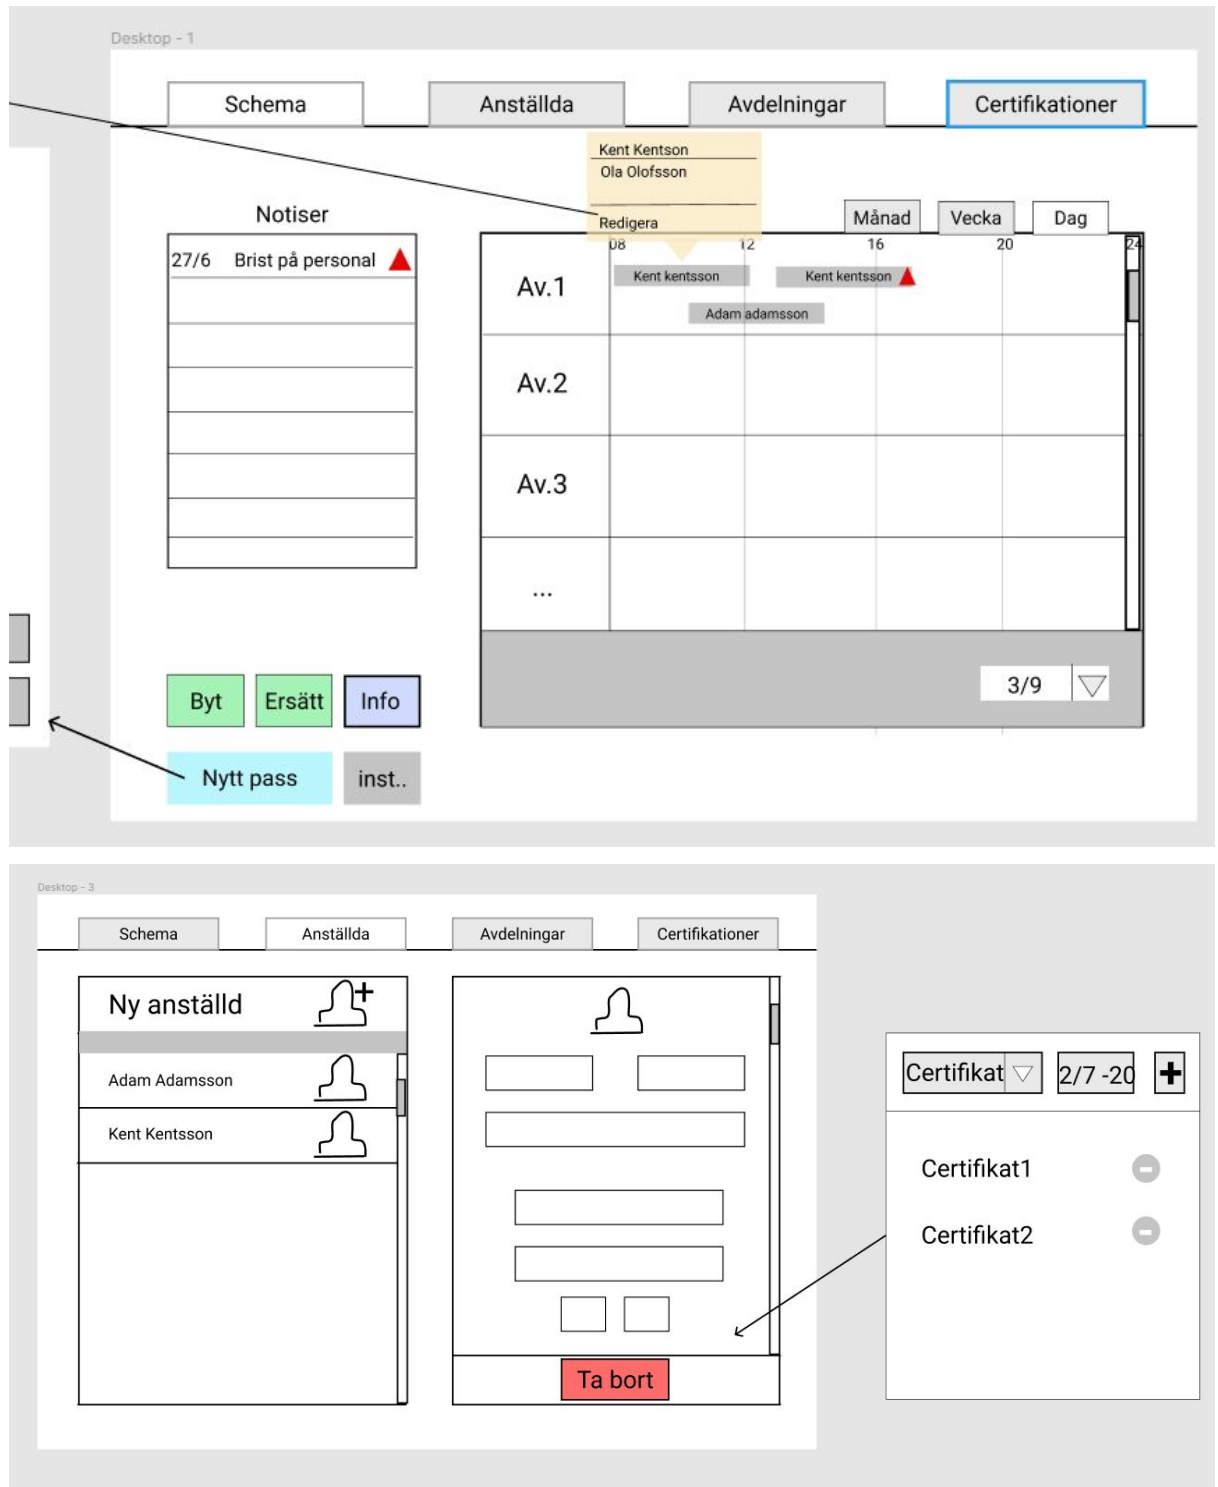 Desktop - 1
Schema
Anställda
Avdelningar
Certifikationer
Kent Kentson
Ola Olofsson
Redigera
Notiser
27/6 Brist på personal
Månad
Vecka
Dag
08 12 16 20 24
Av.1
Kent kentsson
Kent kentsson
Adam adamsson
Av.2
Av.3
...
3/9
Byt
Ersätt
Info
Nytt pass
inst..
Desktop - 3
Schema
Anställda
Avdelningar
Certifikationer
Ny anställd
Adam Adamsson
Kent Kentsson
Ta bort
Certifikat
2/7 -20
Certifikat1
Certifikat2